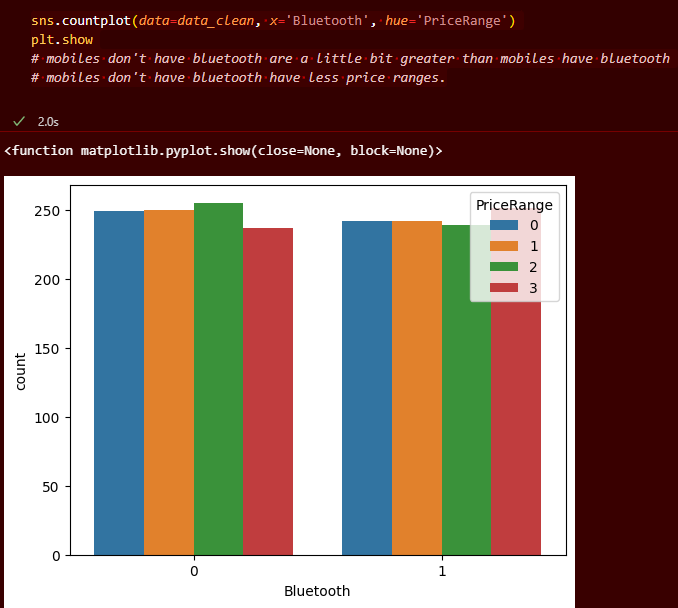 sns.countplot(data=data_clean, x='Bluetooth', hue='PriceRange')
plt.show
# mobiles don't have bluetooth are a little bit greater than mobiles have bluetooth
# mobiles don't have bluetooth have less price ranges.
2.0s
<function matplotlib.pyplot.show(close=None, block=None)>
PriceRange
0
1
2
3
250
200
150
100
50
0
count
0 1
Bluetooth